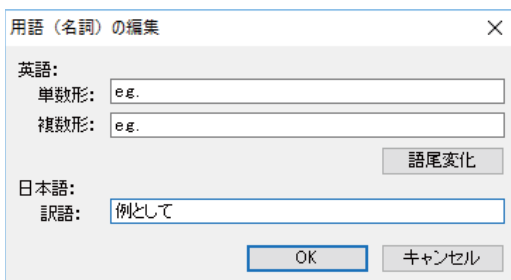 用語（名詞）の編集
英語:
単数形: eg.
複数形: eg.
語尾変化
日本語:
訳語: 例として
OK キャンセル